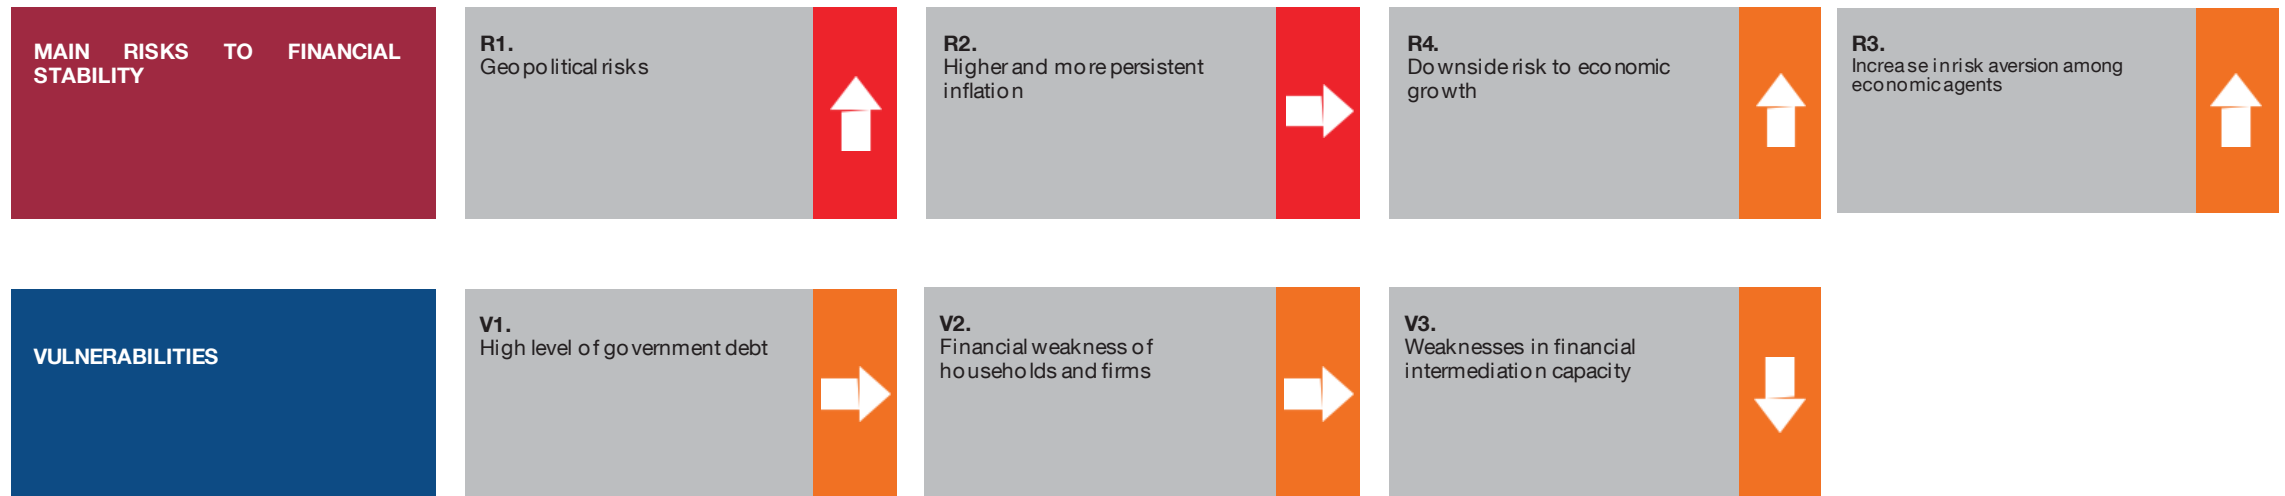 MAIN RISKS TO FINANCIAL
STABILITY
R1.
Geopolitical risks
R2.
Higher and more persistent
inflation
R4.
Downside risk to economic
growth
R3.
Increase in risk aversion among
economic agents
VULNERABILITIES
V1.
High level of government debt
V2.
Financial weakness of
households and firms
V3.
Weaknesses in financial
intermediation capacity